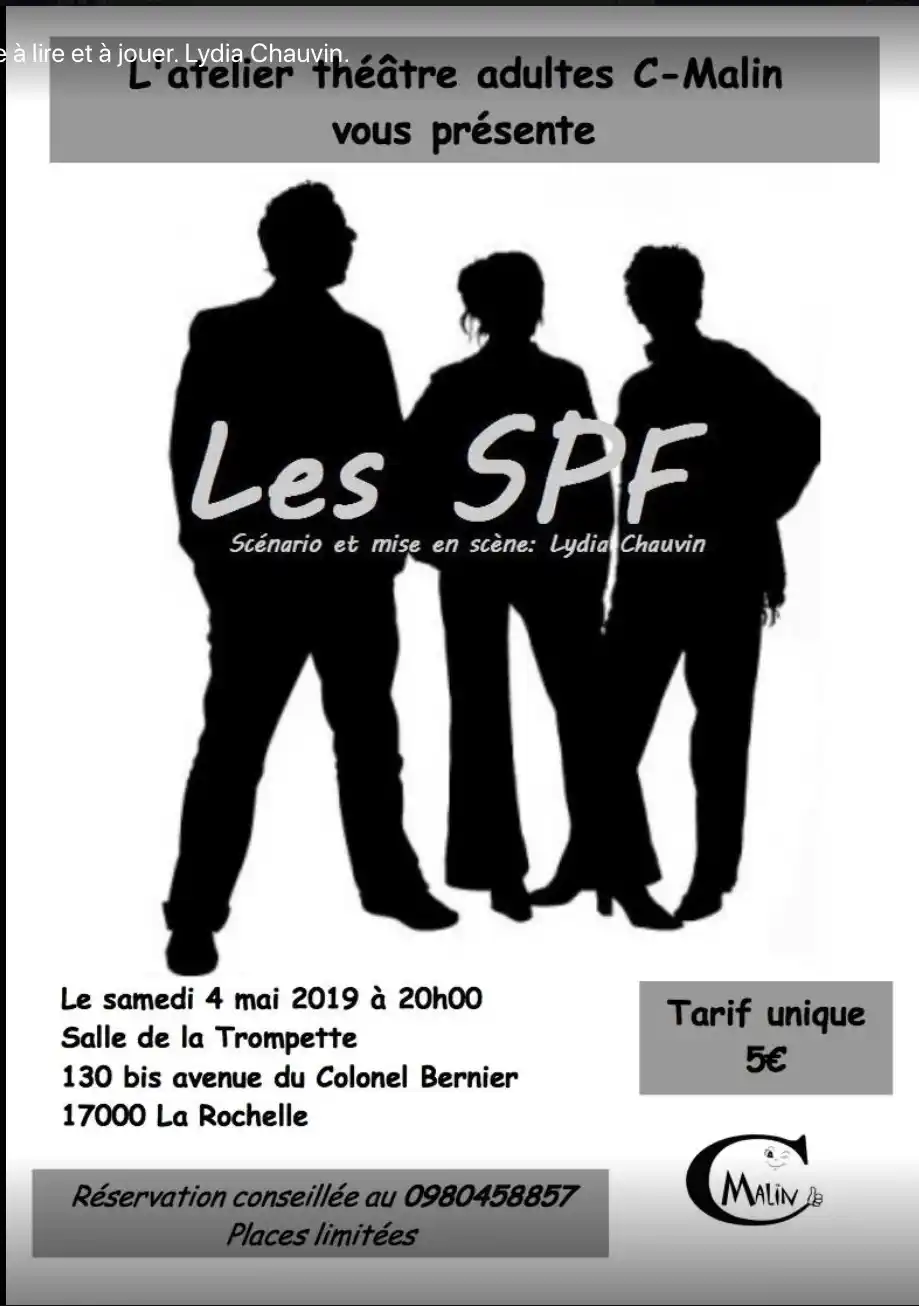 à lire et à jouer. Lydia Chauvin.
L'atelier théâtre adultes C-Malin
vous présente
Les SPF
Scénario et mise en scène: Lydia Chauvin
Le samedi 4 mai 2019 à 20h00
Salle de la Trompette
130 bis avenue du Colonel Bernier
17000 La Rochelle
Tarif unique
5€
C
MALiN
Réservation conseillée au 0980458857
Places limitées